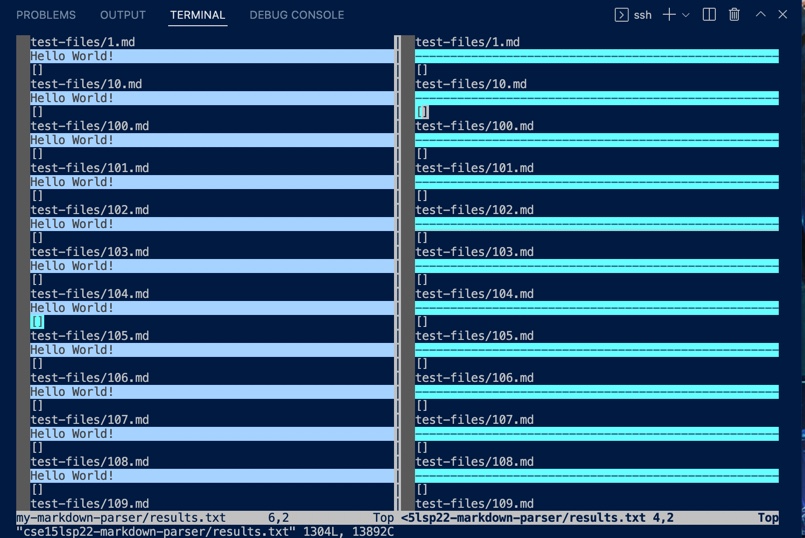 PROBLEMS OUTPUT TERMINAL DEBUG CONSOLE ssh
test-files/1.md
Hello World!
[]
test-files/10.md
Hello World!
[]
test-files/100.md
Hello World!
[]
test-files/101.md
Hello World!
[]
test-files/102.md
Hello World!
[]
test-files/103.md
Hello World!
[]
test-files/104.md
Hello World!
[]
test-files/105.md
Hello World!
[]
test-files/106.md
Hello World!
[]
test-files/107.md
Hello World!
[]
test-files/108.md
Hello World!
[]
test-files/109.md
my-markdown-parser/results.txt 6,2 Top
test-files/1.md
----------------------------------------------------
[]
test-files/10.md
----------------------------------------------------
[]
test-files/100.md
----------------------------------------------------
[]
test-files/101.md
----------------------------------------------------
[]
test-files/102.md
----------------------------------------------------
[]
test-files/103.md
----------------------------------------------------
[]
test-files/104.md
----------------------------------------------------
[]
test-files/105.md
----------------------------------------------------
[]
test-files/106.md
----------------------------------------------------
[]
test-files/107.md
----------------------------------------------------
[]
test-files/108.md
----------------------------------------------------
[]
test-files/109.md
<5lsp22-markdown-parser/results.txt 4,2 Top
"cse15lsp22-markdown-parser/results.txt" 1304L, 13892C